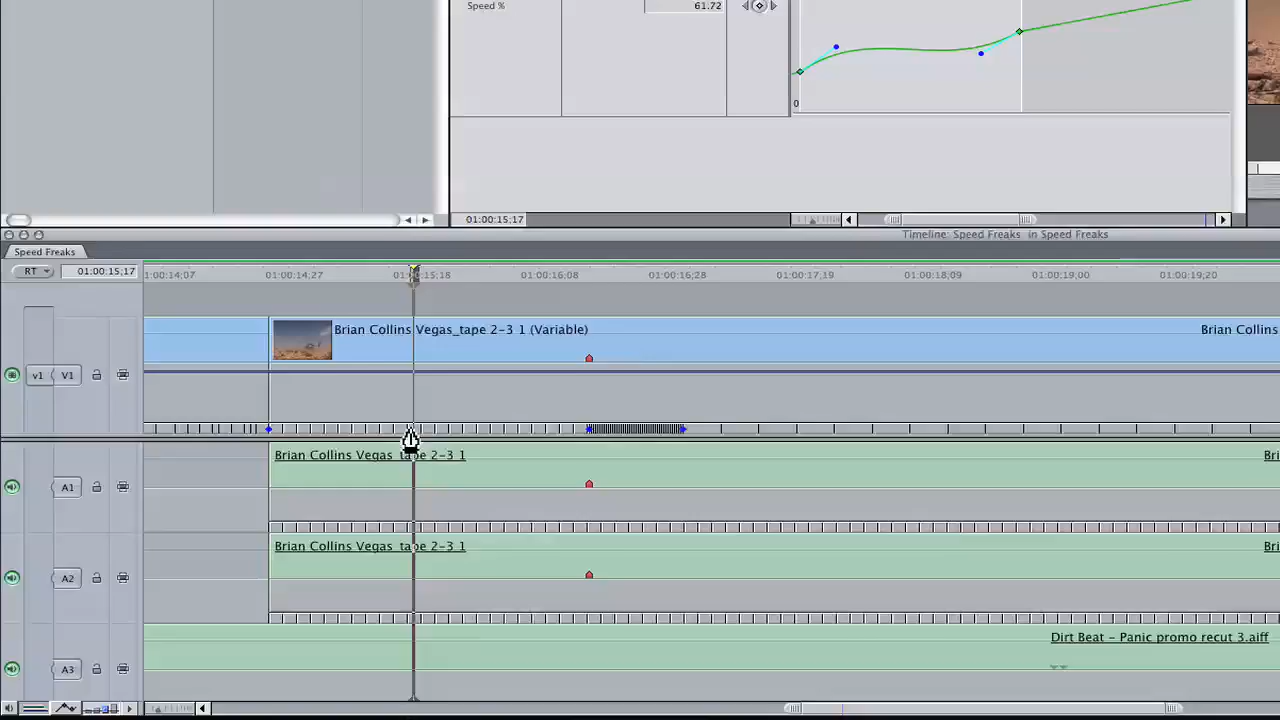 Speed %
61.72
0
01:00:15:17
Timeline: Speed Freaks in Speed Freaks
Speed Freaks
RT
01:00:15;17
1:00:14;07
01:00:14;27
01:00:15;18
01:00:16;08
01:00:16;28
01:00:17;19
01:00:18;09
01:00:19;00
01:00:19;20
Brian Collins Vegas_tape 2-3 1 (Variable)
Brian Collins
v1
V1
Brian Collins Vegas_tape 2-3 1
Bri
A1
Brian Collins Vegas_tape 2-3 1
Bri
A2
Dirt Beat - Panic promo recut 3.aiff
A3